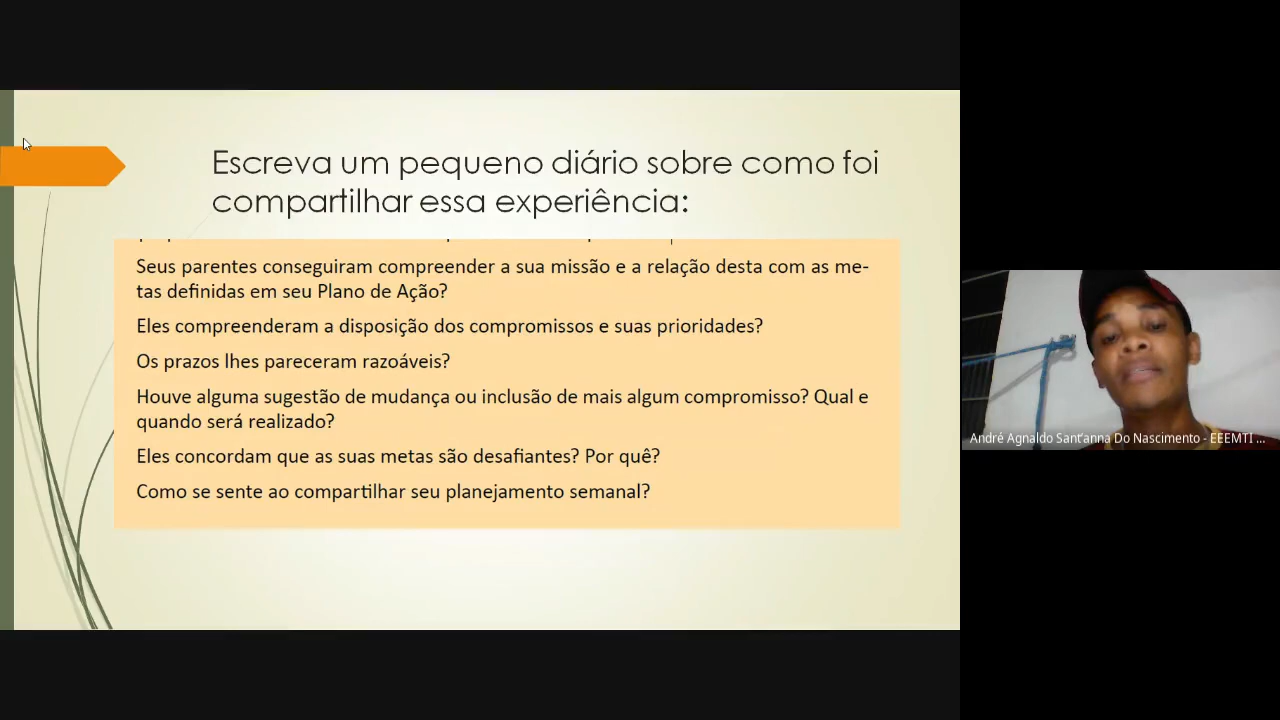 Escreva um pequeno diário sobre como foi
compartilhar essa experiência:
Seus parentes conseguiram compreender a sua missão e a relação desta com as me-
tas definidas em seu Plano de Ação?
Eles compreenderam a disposição dos compromissos e suas prioridades?
Os prazos lhes pareceram razoáveis?
Houve alguma sugestão de mudança ou inclusão de mais algum compromisso? Qual e
quando será realizado?
Eles concordam que as suas metas são desafiantes? Por quê?
Como se sente ao compartilhar seu planejamento semanal?
André Agnaldo Sant'anna Do Nascimento - EEEMTI ...